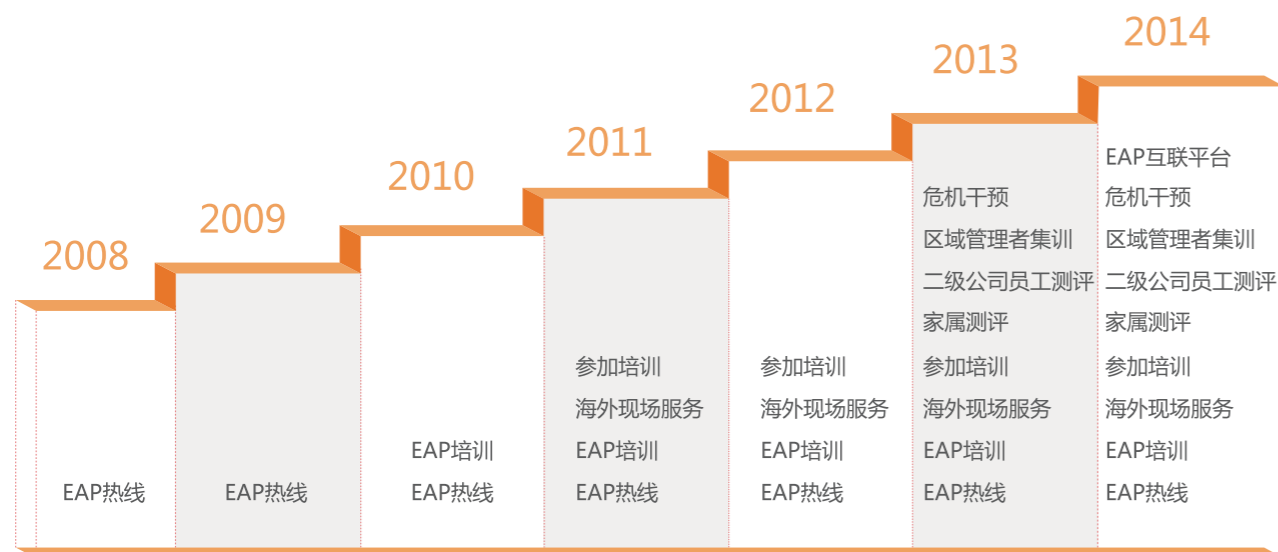 2008
EAP热线
2009
EAP热线
2010
EAP培训
EAP热线
2011
参加培训
海外现场服务
EAP培训
EAP热线
2012
参加培训
海外现场服务
EAP培训
EAP热线
2013
危机干预
区域管理者集训
二级公司员工测评
家属测评
参加培训
海外现场服务
EAP培训
EAP热线
2014
EAP互联平台
危机干预
区域管理者集训
二级公司员工测评
家属测评
参加培训
海外现场服务
EAP培训
EAP热线